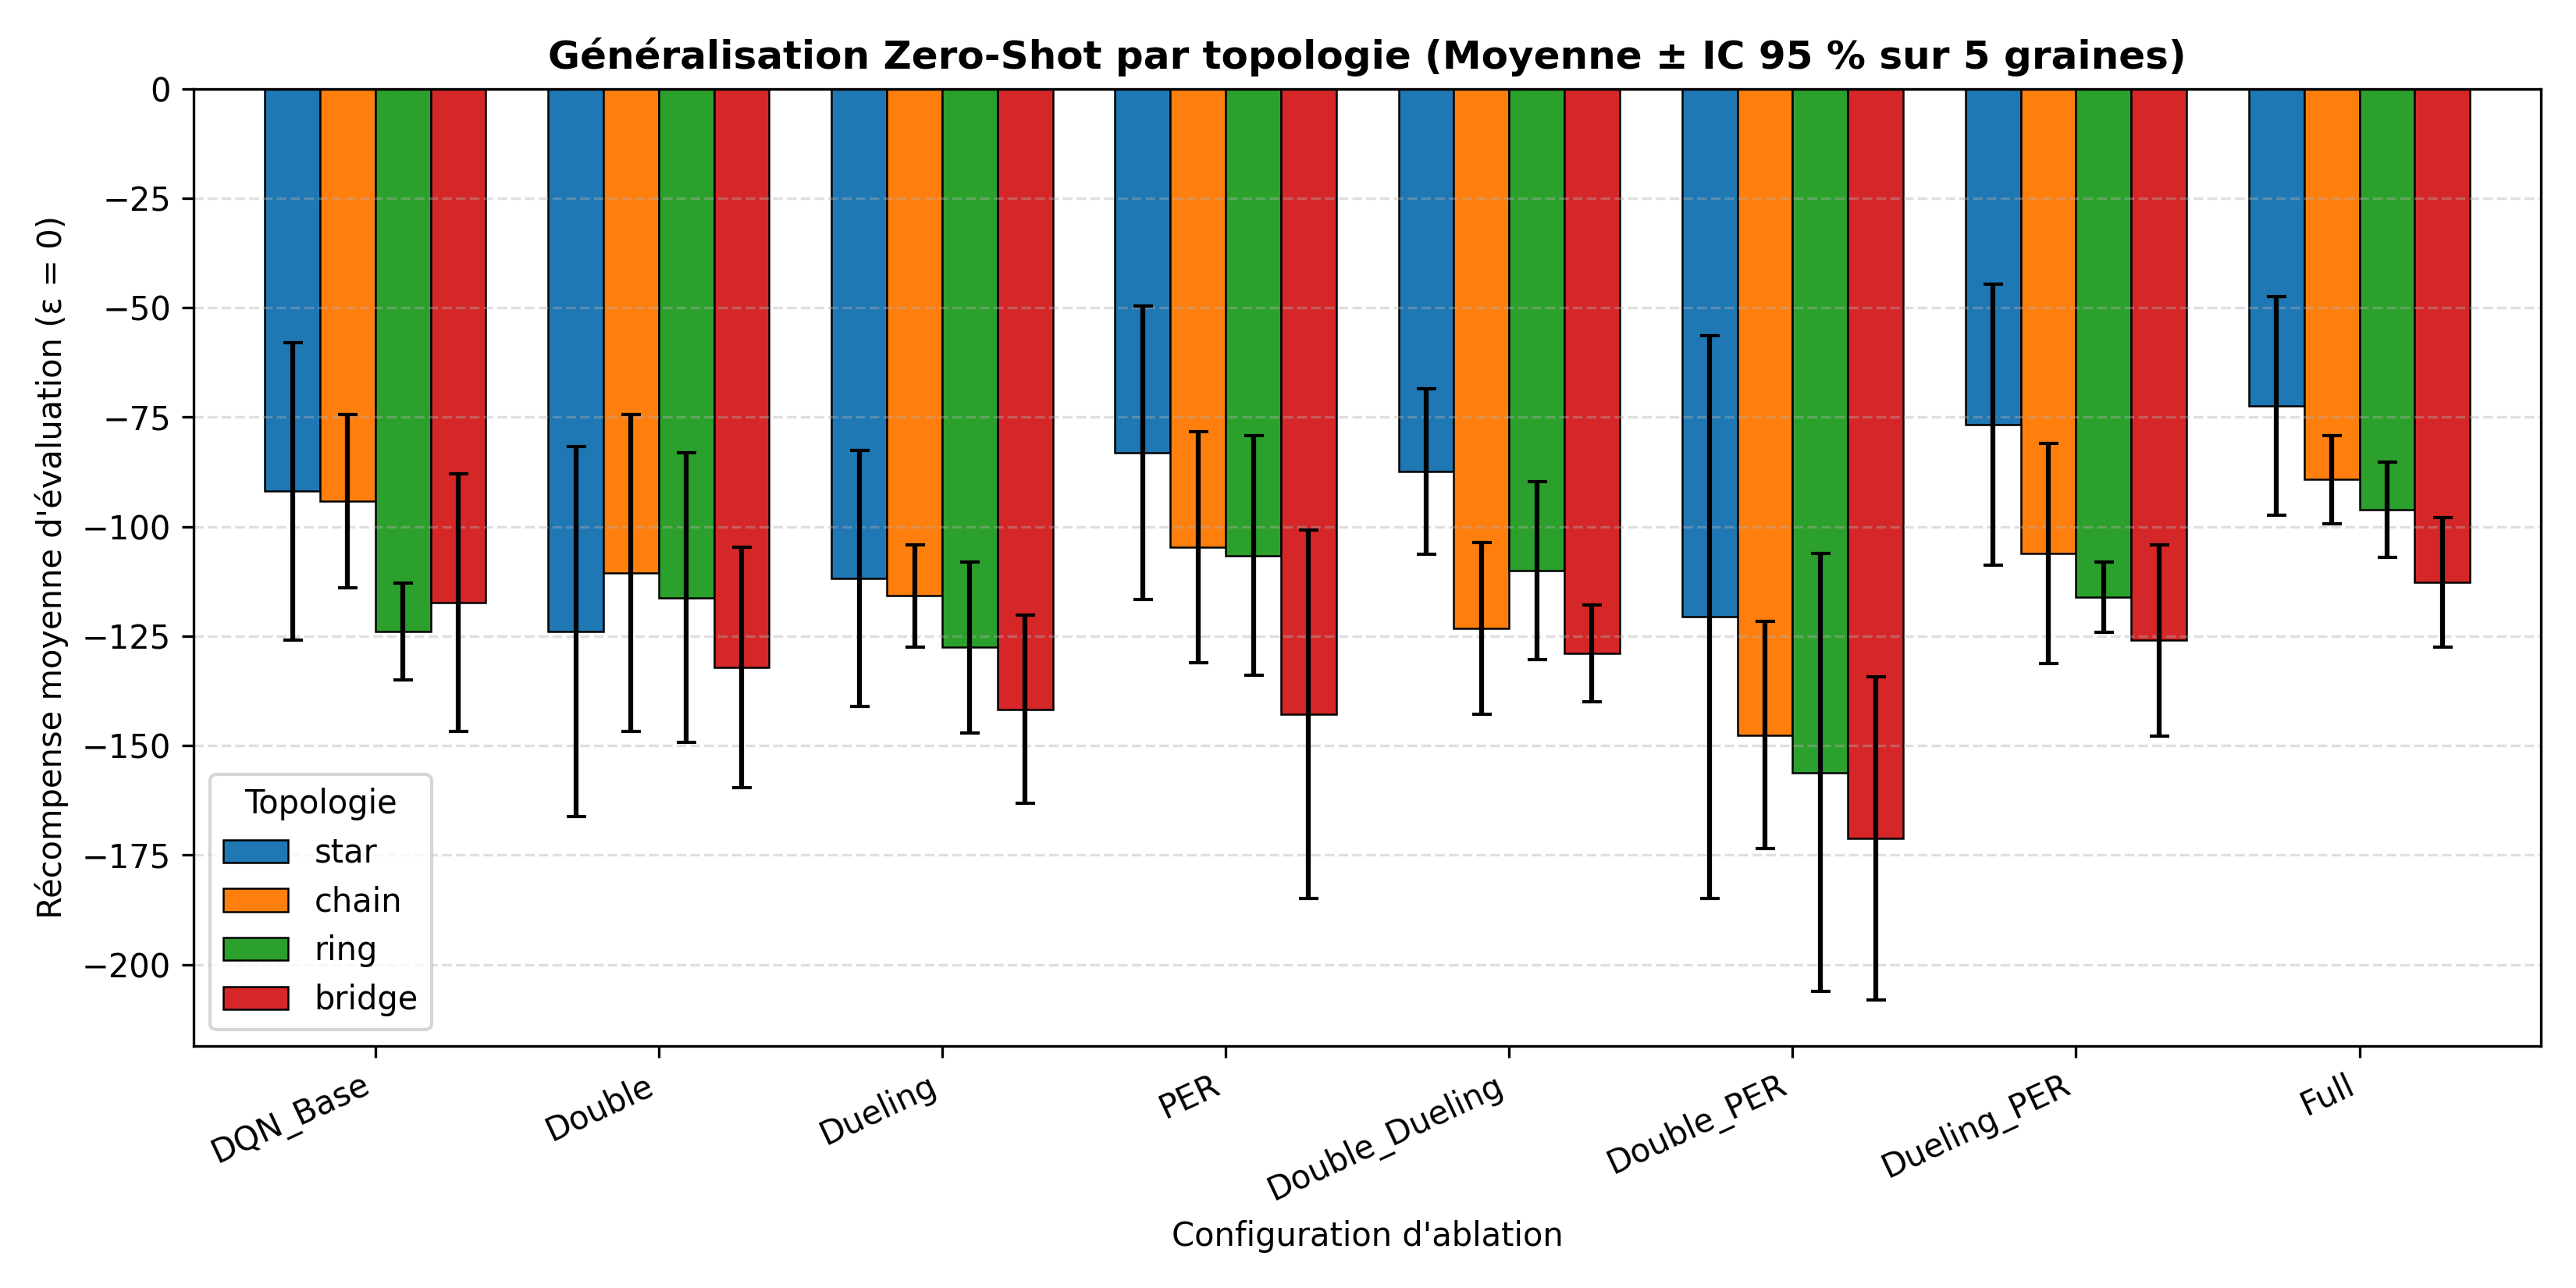 Généralisation Zero-Shot par topologie (Moyenne ± IC 95 % sur 5 graines)
Récompense moyenne d'évaluation (ε = 0)
0
−25
−50
−75
−100
−125
−150
−175
−200
Topologie
star
chain
ring
bridge
DQN_Base
Double
Dueling
PER
Double_Dueling
Double_PER
Dueling_PER
Full
Configuration d'ablation